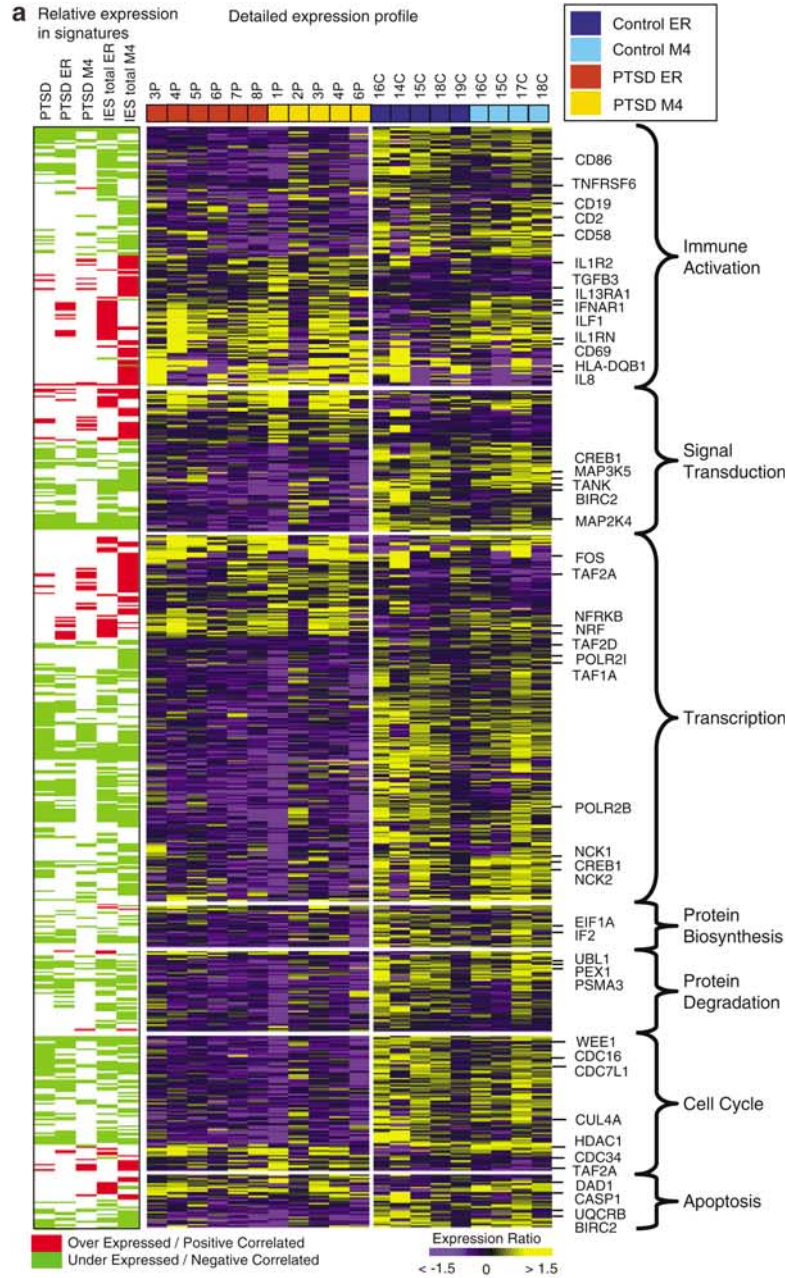 a
Relative expression
in signatures
Detailed expression profile
Control ER
Control M4
PTSD ER
PTSD M4
PTSD
PTSD ER
PTSD M4
IES total ER
IES total M4
3P 4P 5P 6P 7P 8P 1P 2P 3P 4P 6P 16C 14C 15C 18C 19C 16C 15C 17C 18C
CD86
TNFRSF6
CD19
CD2
CD58
IL1R2
TGFB3
IL13RA1
IFNAR1
ILF1
IL1RN
CD69
HLA-DQB1
IL8
Immune
Activation
CREB1
MAP3K5
TANK
BIRC2
MAP2K4
Signal
Transduction
FOS
TAF2A
NFRKB
NRF
TAF2D
POLR2I
TAF1A
POLR2B
NCK1
CREB1
NCK2
Transcription
EIF1A
IF2
Protein
Biosynthesis
UBL1
PEX1
PSMA3
Protein
Degradation
WEE1
CDC16
CDC7L1
CUL4A
HDAC1
CDC34
TAF2A
Cell Cycle
DAD1
CASP1
UQCRB
BIRC2
Apoptosis
Over Expressed / Positive Correlated
Under Expressed / Negative Correlated
Expression Ratio
< -1.5 0 > 1.5